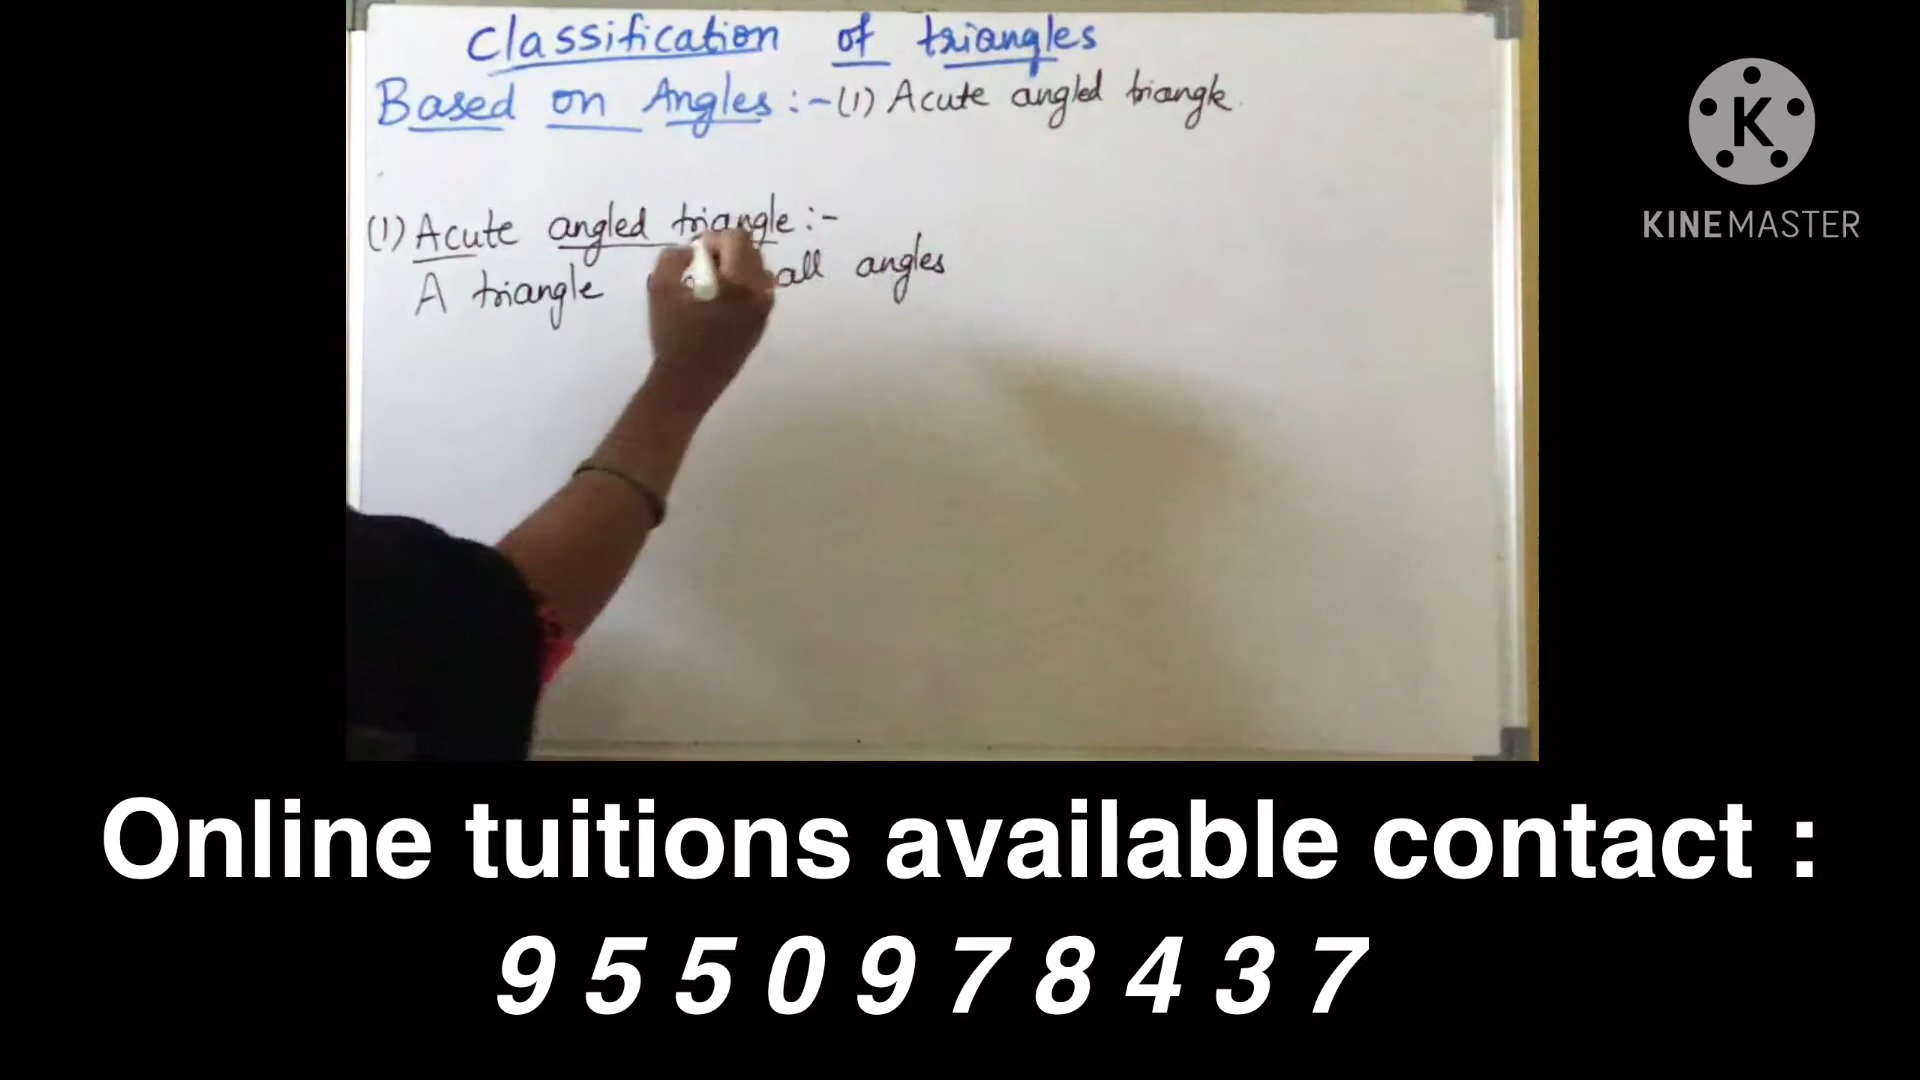 Classification of triangles
Based on Angles :- (1) Acute angled triangle.
(1) Acute angled triangle :-
A triangle all angles
K
KINEMASTER
Online tuitions available contact :
9 5 5 0 9 7 8 4 3 7